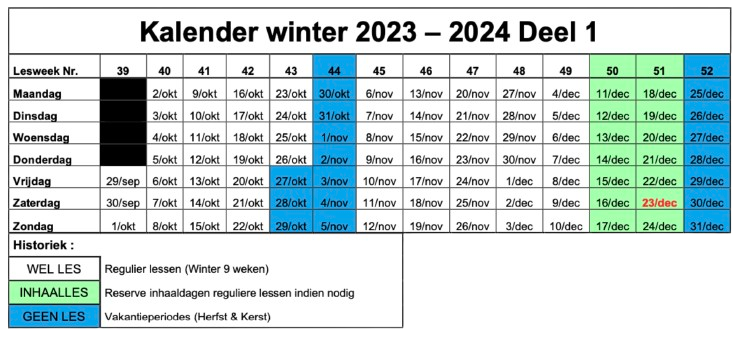 Kalender winter 2023 – 2024 Deel 1
Lesweek Nr. 39 40 41 42 43 44 45 46 47 48 49 50 51 52
Maandag 2/okt 9/okt 16/okt 23/okt 30/okt 6/nov 13/nov 20/nov 27/nov 4/dec 11/dec 18/dec 25/dec
Dinsdag 3/okt 10/okt 17/okt 24/okt 31/okt 7/nov 14/nov 21/nov 28/nov 5/dec 12/dec 19/dec 26/dec
Woensdag 4/okt 11/okt 18/okt 25/okt 1/nov 8/nov 15/nov 22/nov 29/nov 6/dec 13/dec 20/dec 27/dec
Donderdag 5/okt 12/okt 19/okt 26/okt 2/nov 9/nov 16/nov 23/nov 30/nov 7/dec 14/dec 21/dec 28/dec
Vrijdag 29/sep 6/okt 13/okt 20/okt 27/okt 3/nov 10/nov 17/nov 24/nov 1/dec 8/dec 15/dec 22/dec 29/dec
Zaterdag 30/sep 7/okt 14/okt 21/okt 28/okt 4/nov 11/nov 18/nov 25/nov 2/dec 9/dec 16/dec 23/dec 30/dec
Zondag 1/okt 8/okt 15/okt 22/okt 29/okt 5/nov 12/nov 19/nov 26/nov 3/dec 10/dec 17/dec 24/dec 31/dec
Historiek :
WEL LES Regulier lessen (Winter 9 weken)
INHAALLES Reserve inhaaldagen reguliere lessen indien nodig
GEEN LES Vakantieperiodes (Herfst & Kerst)